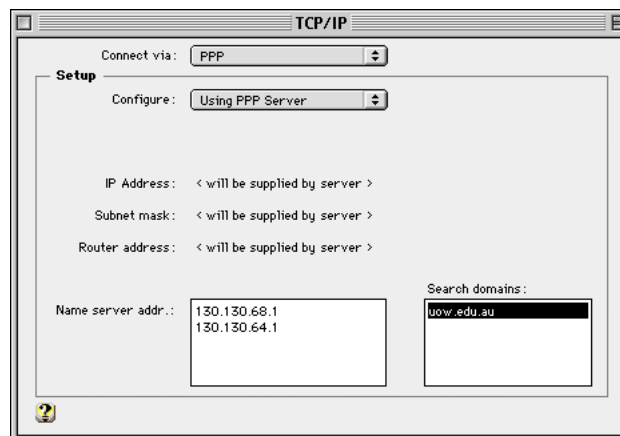 TCP/IP
Connect via: PPP
Setup
Configure: Using PPP Server
IP Address: < will be supplied by server >
Subnet mask: < will be supplied by server >
Router address: < will be supplied by server >
Search domains:
Name server addr.: 130.130.68.1 uow.edu.au
130.130.64.1
?